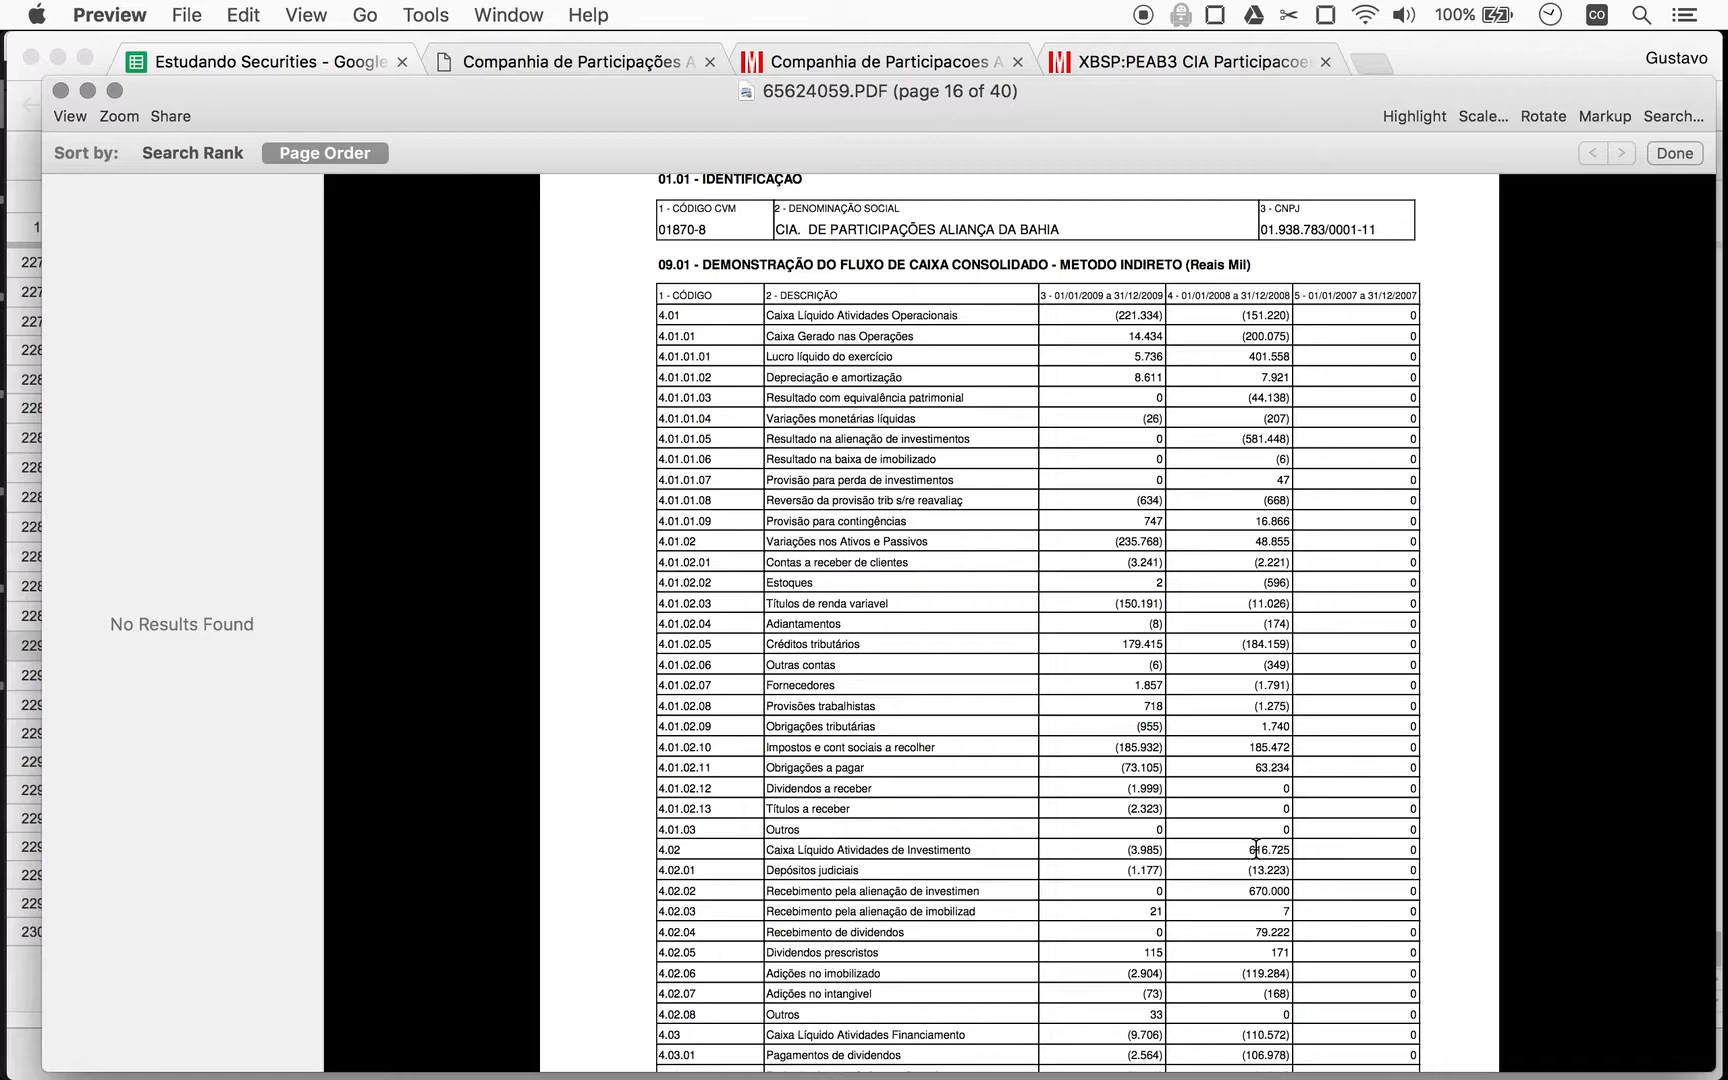 Preview File Edit View Go Tools Window Help 100% CO
Estudando Securities - Google Companhia de Participações A Companhia de Participacoes A XBSP:PEAB3 CIA Participacoes Gustavo
65624059.PDF (page 16 of 40)
View Zoom Share Highlight Scale... Rotate Markup Search...
Sort by: Search Rank Page Order < > Done
No Results Found
01.01 - IDENTIFICAÇÃO
1 - CÓDIGO CVM 2 - DENOMINAÇÃO SOCIAL 3 - CNPJ
01870-8 CIA. DE PARTICIPAÇÕES ALIANÇA DA BAHIA 01.938.783/0001-11
09.01 - DEMONSTRAÇÃO DO FLUXO DE CAIXA CONSOLIDADO - METODO INDIRETO (Reais Mil)
1 - CÓDIGO 2 - DESCRIÇÃO 3 - 01/01/2009 a 31/12/2009 4 - 01/01/2008 a 31/12/2008 5 - 01/01/2007 a 31/12/2007
4.01 Caixa Líquido Atividades Operacionais (221.334) (151.220) 0
4.01.01 Caixa Gerado nas Operações 14.434 (200.075) 0
4.01.01.01 Lucro líquido do exercício 5.736 401.558 0
4.01.01.02 Depreciação e amortização 8.611 7.921 0
4.01.01.03 Resultado com equivalência patrimonial 0 (44.138) 0
4.01.01.04 Variações monetárias líquidas (26) (207) 0
4.01.01.05 Resultado na alienação de investimentos 0 (581.448) 0
4.01.01.06 Resultado na baixa de imobilizado 0 (6) 0
4.01.01.07 Provisão para perda de investimentos 0 47 0
4.01.01.08 Reversão da provisão trib s/re reavaliaç (634) (668) 0
4.01.01.09 Provisão para contingências 747 16.866 0
4.01.02 Variações nos Ativos e Passivos (235.768) 48.855 0
4.01.02.01 Contas a receber de clientes (3.241) (2.221) 0
4.01.02.02 Estoques 2 (596) 0
4.01.02.03 Títulos de renda variavel (150.191) (11.026) 0
4.01.02.04 Adiantamentos (8) (174) 0
4.01.02.05 Créditos tributários 179.415 (184.159) 0
4.01.02.06 Outras contas (6) (349) 0
4.01.02.07 Fornecedores 1.857 (1.791) 0
4.01.02.08 Provisões trabalhistas 718 (1.275) 0
4.01.02.09 Obrigações tributárias (955) 1.740 0
4.01.02.10 Impostos e cont sociais a recolher (185.932) 185.472 0
4.01.02.11 Obrigações a pagar (73.105) 63.234 0
4.01.02.12 Dividendos a receber (1.999) 0 0
4.01.02.13 Títulos a receber (2.323) 0 0
4.01.03 Outros 0 0 0
4.02 Caixa Líquido Atividades de Investimento (3.985) 616.725 0
4.02.01 Depósitos judiciais (1.177) (13.223) 0
4.02.02 Recebimento pela alienação de investimen 0 670.000 0
4.02.03 Recebimento pela alienação de imobilizad 21 7 0
4.02.04 Recebimento de dividendos 0 79.222 0
4.02.05 Dividendos prescristos 115 171 0
4.02.06 Adições no imobilizado (2.904) (119.284) 0
4.02.07 Adições no intangivel (73) (168) 0
4.02.08 Outros 33 0 0
4.03 Caixa Líquido Atividades Financiamento (9.706) (110.572) 0
4.03.01 Pagamentos de dividendos (2.564) (106.978) 0